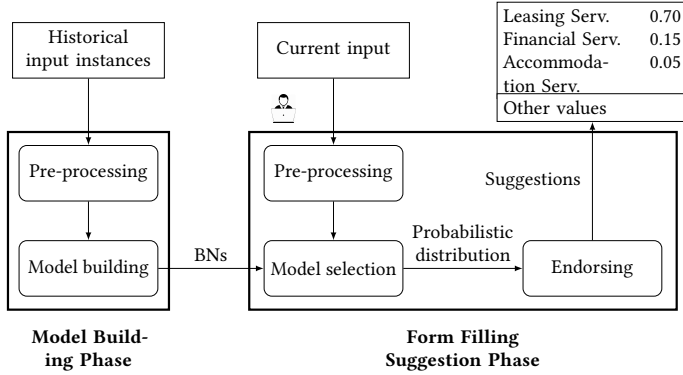 Historical
input instances
Current input
Leasing Serv. 0.70
Financial Serv. 0.15
Accommoda- 0.05
tion Serv.
Other values
Pre-processing
Pre-processing
Suggestions
Model building
BNs
Model selection
Probabilistic
distribution
Endorsing
Model Build-
ing Phase
Form Filling
Suggestion Phase